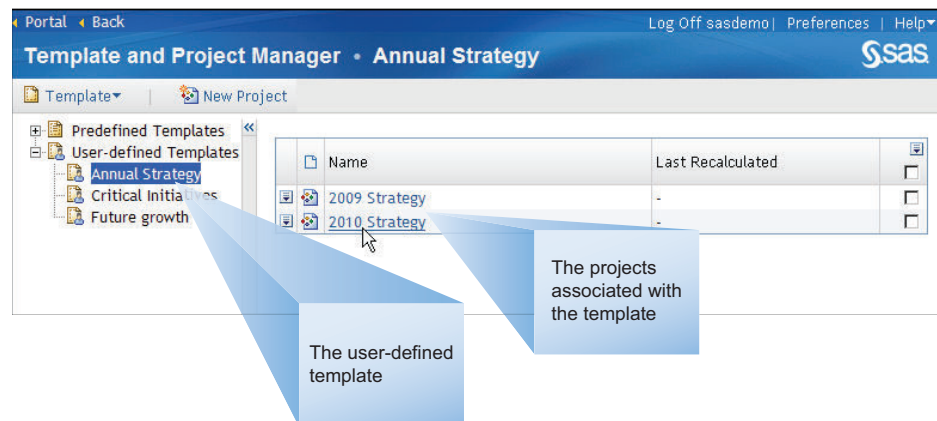 Portal Back Log Off sasdemo| Preferences | Help
Template and Project Manager • Annual Strategy sas
Template | New Project
Predefined Templates
User-defined Templates
Annual Strategy
Critical Initiatives
Future growth
Name Last Recalculated
2009 Strategy -
2010 Strategy -
The projects
associated with
the template
The user-defined
template